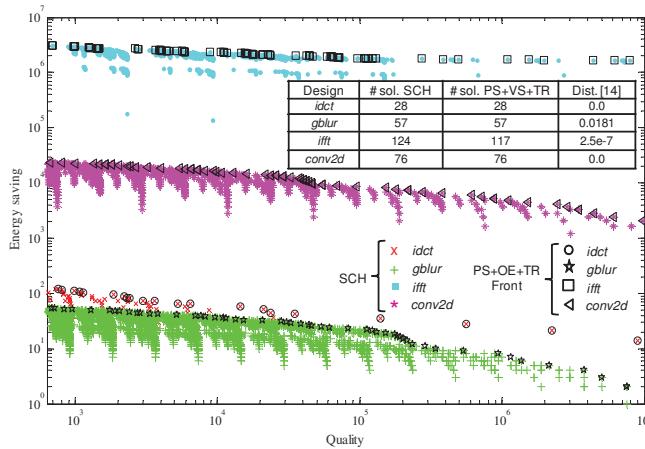 10^7
10^6
10^5
10^4
10^3
10^2
10^1
10^0
Energy saving
Design # sol. SCH # sol. PS+VS+TR Dist. [14]
idct 28 28 0.0
gblur 57 57 0.0181
ifft 124 117 2.5e-7
conv2d 76 76 0.0
SCH
idct
gblur
ifft
conv2d
PS+OE+TR
Front
idct
gblur
ifft
conv2d
10^3 10^4 10^5 10^6 10
Quality